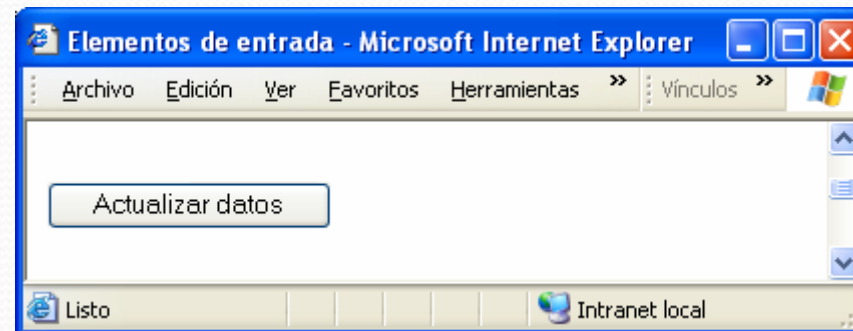 Elementos de entrada - Microsoft Internet Explorer
Archivo Edición Ver Favoritos Herramientas » Vínculos »
Actualizar datos
Listo Intranet local